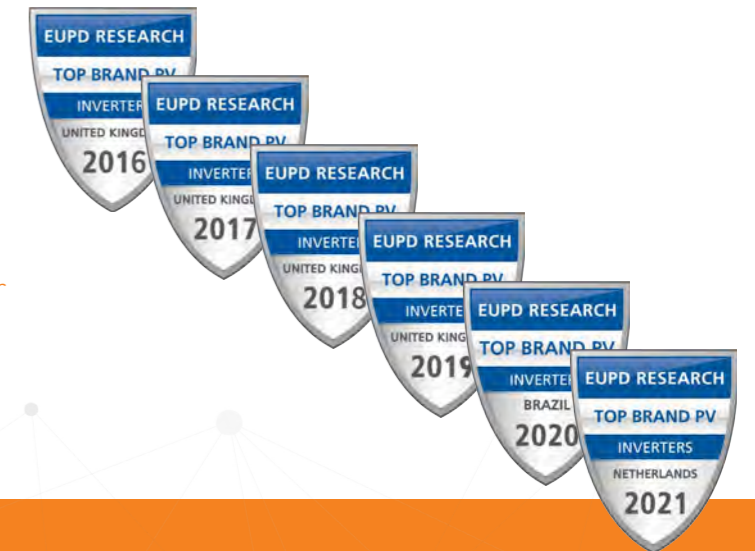 EUPD RESEARCH
TOP BRAND PV
INVERTER
UNITED KINGD
2016
EUPD RESEARCH
TOP BRAND PV
INVERTER
UNITED KINGD
2017
EUPD RESEARCH
TOP BRAND PV
INVERTE
UNITED KING
2018
EUPD RESEARCH
TOP BRAND PV
INVERTE
UNITED KING
2019
EUPD RESEARCH
TOP BRAND PV
INVERTER
BRAZIL
2020
EUPD RESEARCH
TOP BRAND PV
INVERTERS
NETHERLANDS
2021